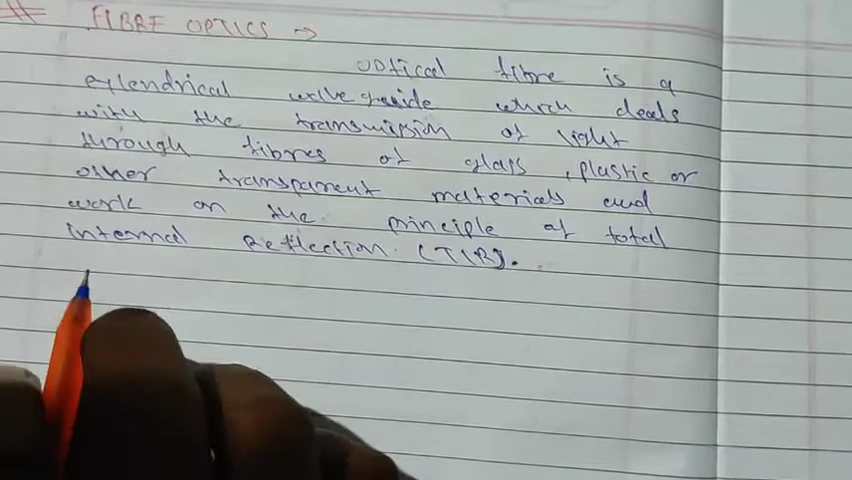 # FIBRE OPTICS →
optical fibre is a
cylendrical wave guide which deals
with the transmission of light
through fibres of glass, plastic or
other transparent materials and
work on the principle of total
internal Reflection. (TIR).